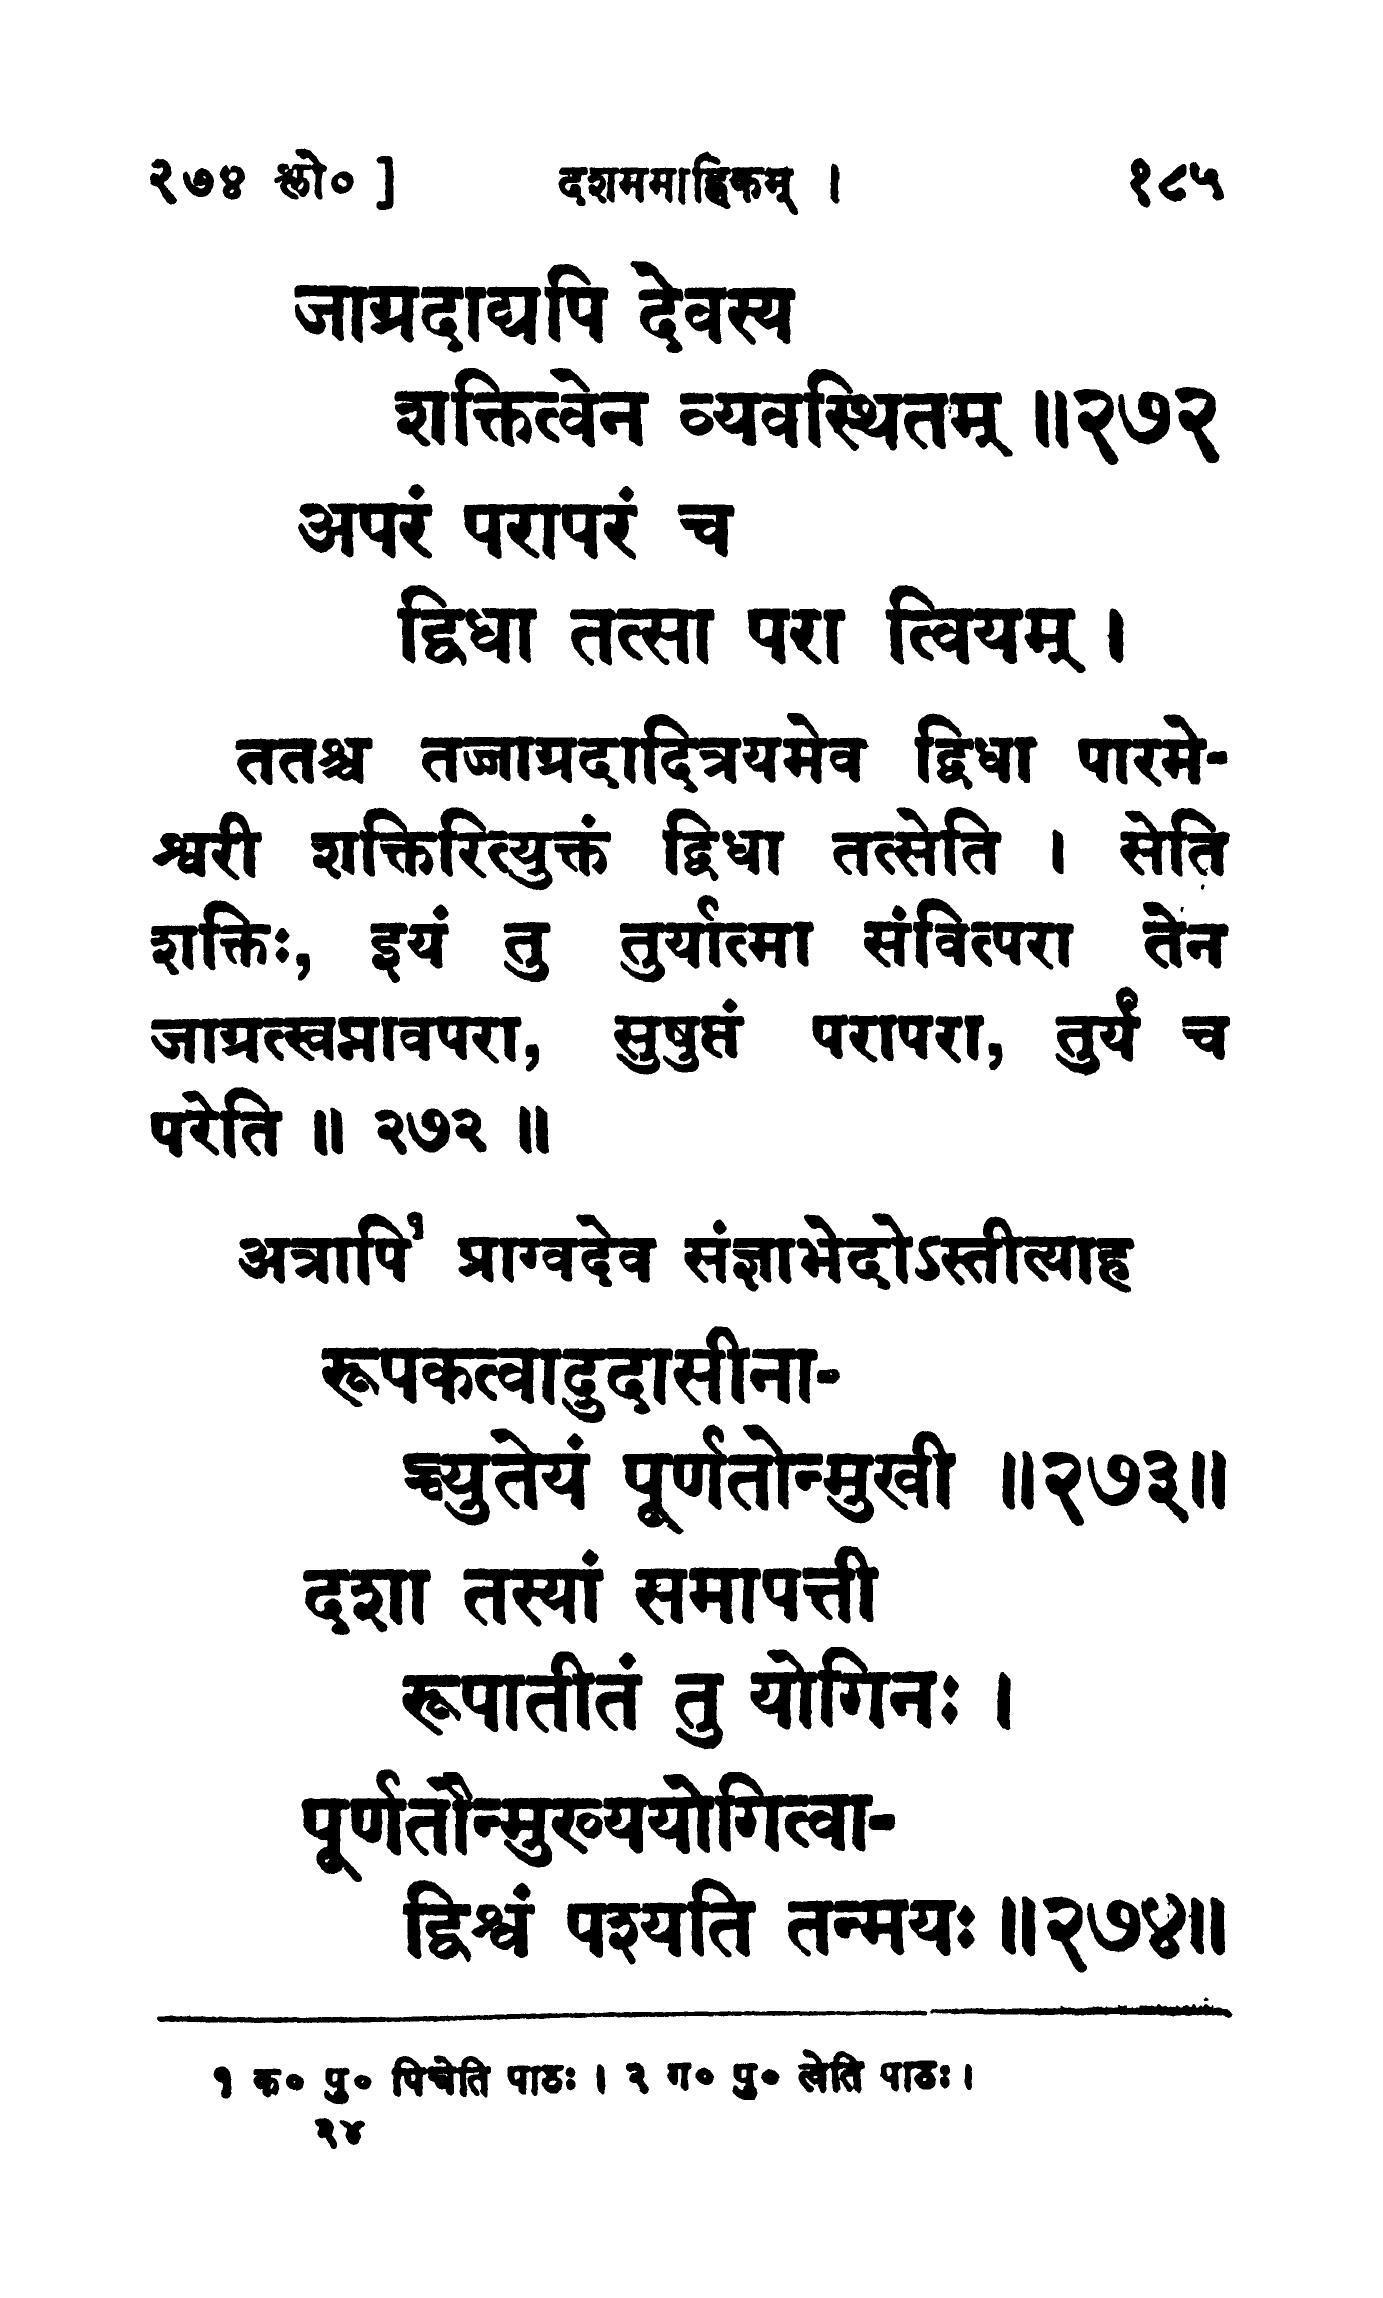 २७४ श्लो० ] दशममाह्निकम् । १८५
जाग्रदाद्यपि देवस्य
शक्तित्वेन व्यवस्थितम् ॥२७२
अपरं परापरं च
द्विधा तत्सा परा त्वियम् ।
ततश्च तज्जाग्रदादित्रयमेव द्विधा पारमे-
श्वरी शक्तिरित्युक्तं द्विधा तत्सेति । सेति
शक्तिः, इयं तु तुर्यात्मा संवित्परा तेन
जाग्रत्स्वप्नावपरा, सुषुप्तं परापरा, तुर्यं च
परेति ॥ २७२ ॥
अत्रापि१ प्राग्वदेव संज्ञाभेदोऽस्तीत्याह
रूपकत्वादुदासीना-
च्च्युतेयं पूर्णतोन्मुखी ॥२७३॥
दशा तस्यां समापत्ती
रूपातीतं तु योगिनः ।
पूर्णतौन्मुख्ययोगित्वा-
द्विश्वं पश्यति तन्मयः ॥२७४॥
१ क० पु० पिचेति पाठः । २ ग० पु० त्वेति पाठः ।
२४